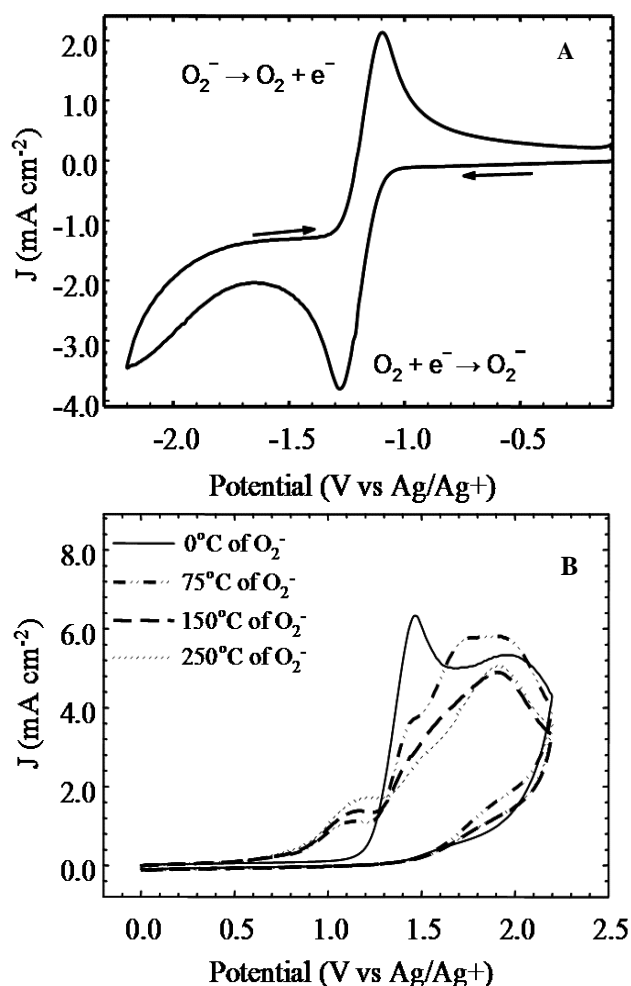 A
O₂⁻ → O₂ + e⁻
2.0
1.0
0.0
-1.0
-2.0
-3.0
-4.0
J (mA cm⁻²)
O₂ + e⁻ → O₂⁻
-2.0 -1.5 -1.0 -0.5
Potential (V vs Ag/Ag+)
B
0°C of O₂⁻
75°C of O₂⁻
150°C of O₂⁻
250°C of O₂⁻
8.0
6.0
4.0
2.0
0.0
J (mA cm⁻²)
0.0 0.5 1.0 1.5 2.0 2.5
Potential (V vs Ag/Ag+)